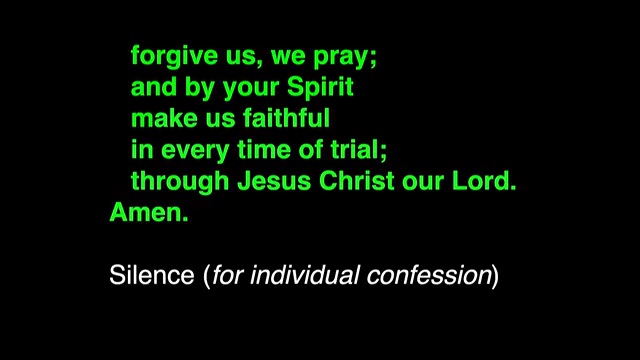 forgive us, we pray;
and by your Spirit
make us faithful
in every time of trial;
through Jesus Christ our Lord.
Amen.
Silence (for individual confession)